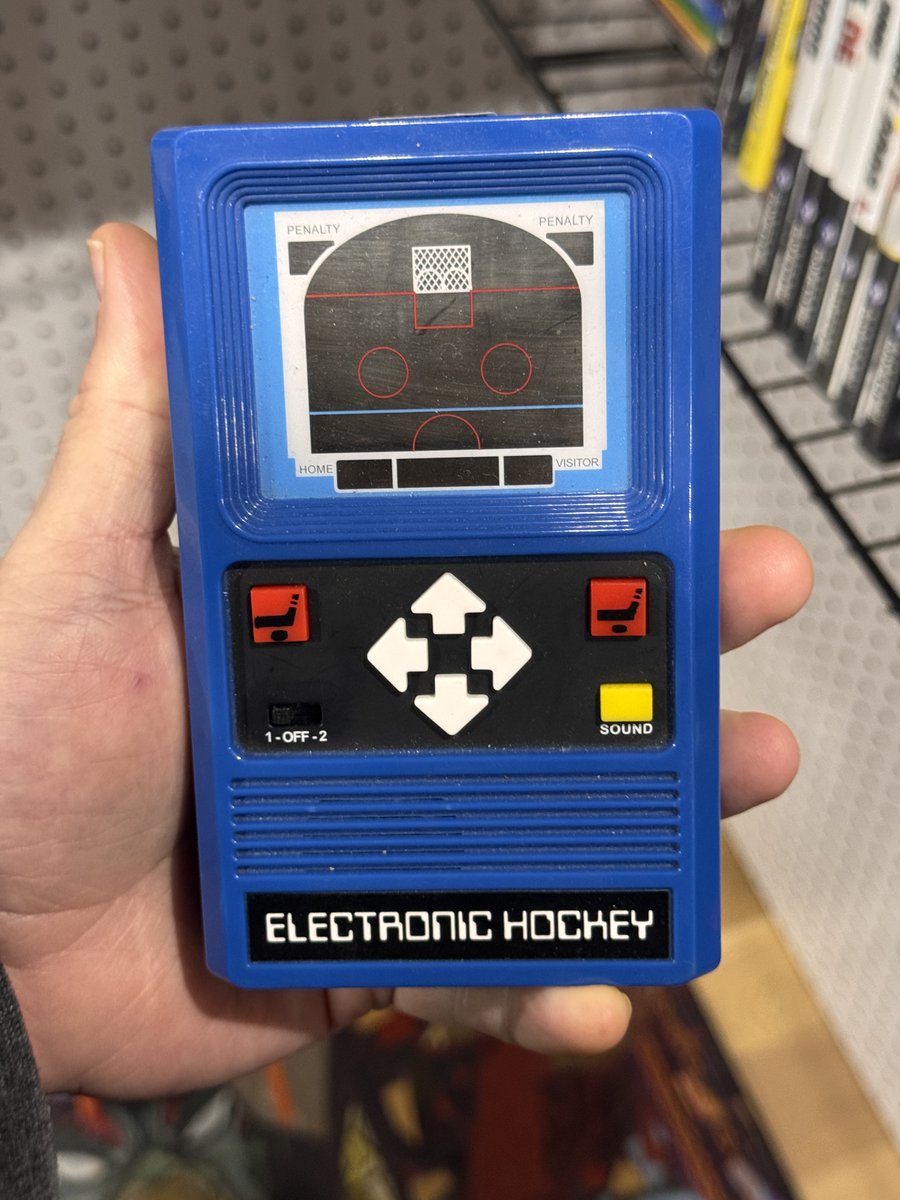 PENALTY
PENALTY
HOME
VISITOR
1-OFF-2
SOUND
ELECTRONIC HOCKEY